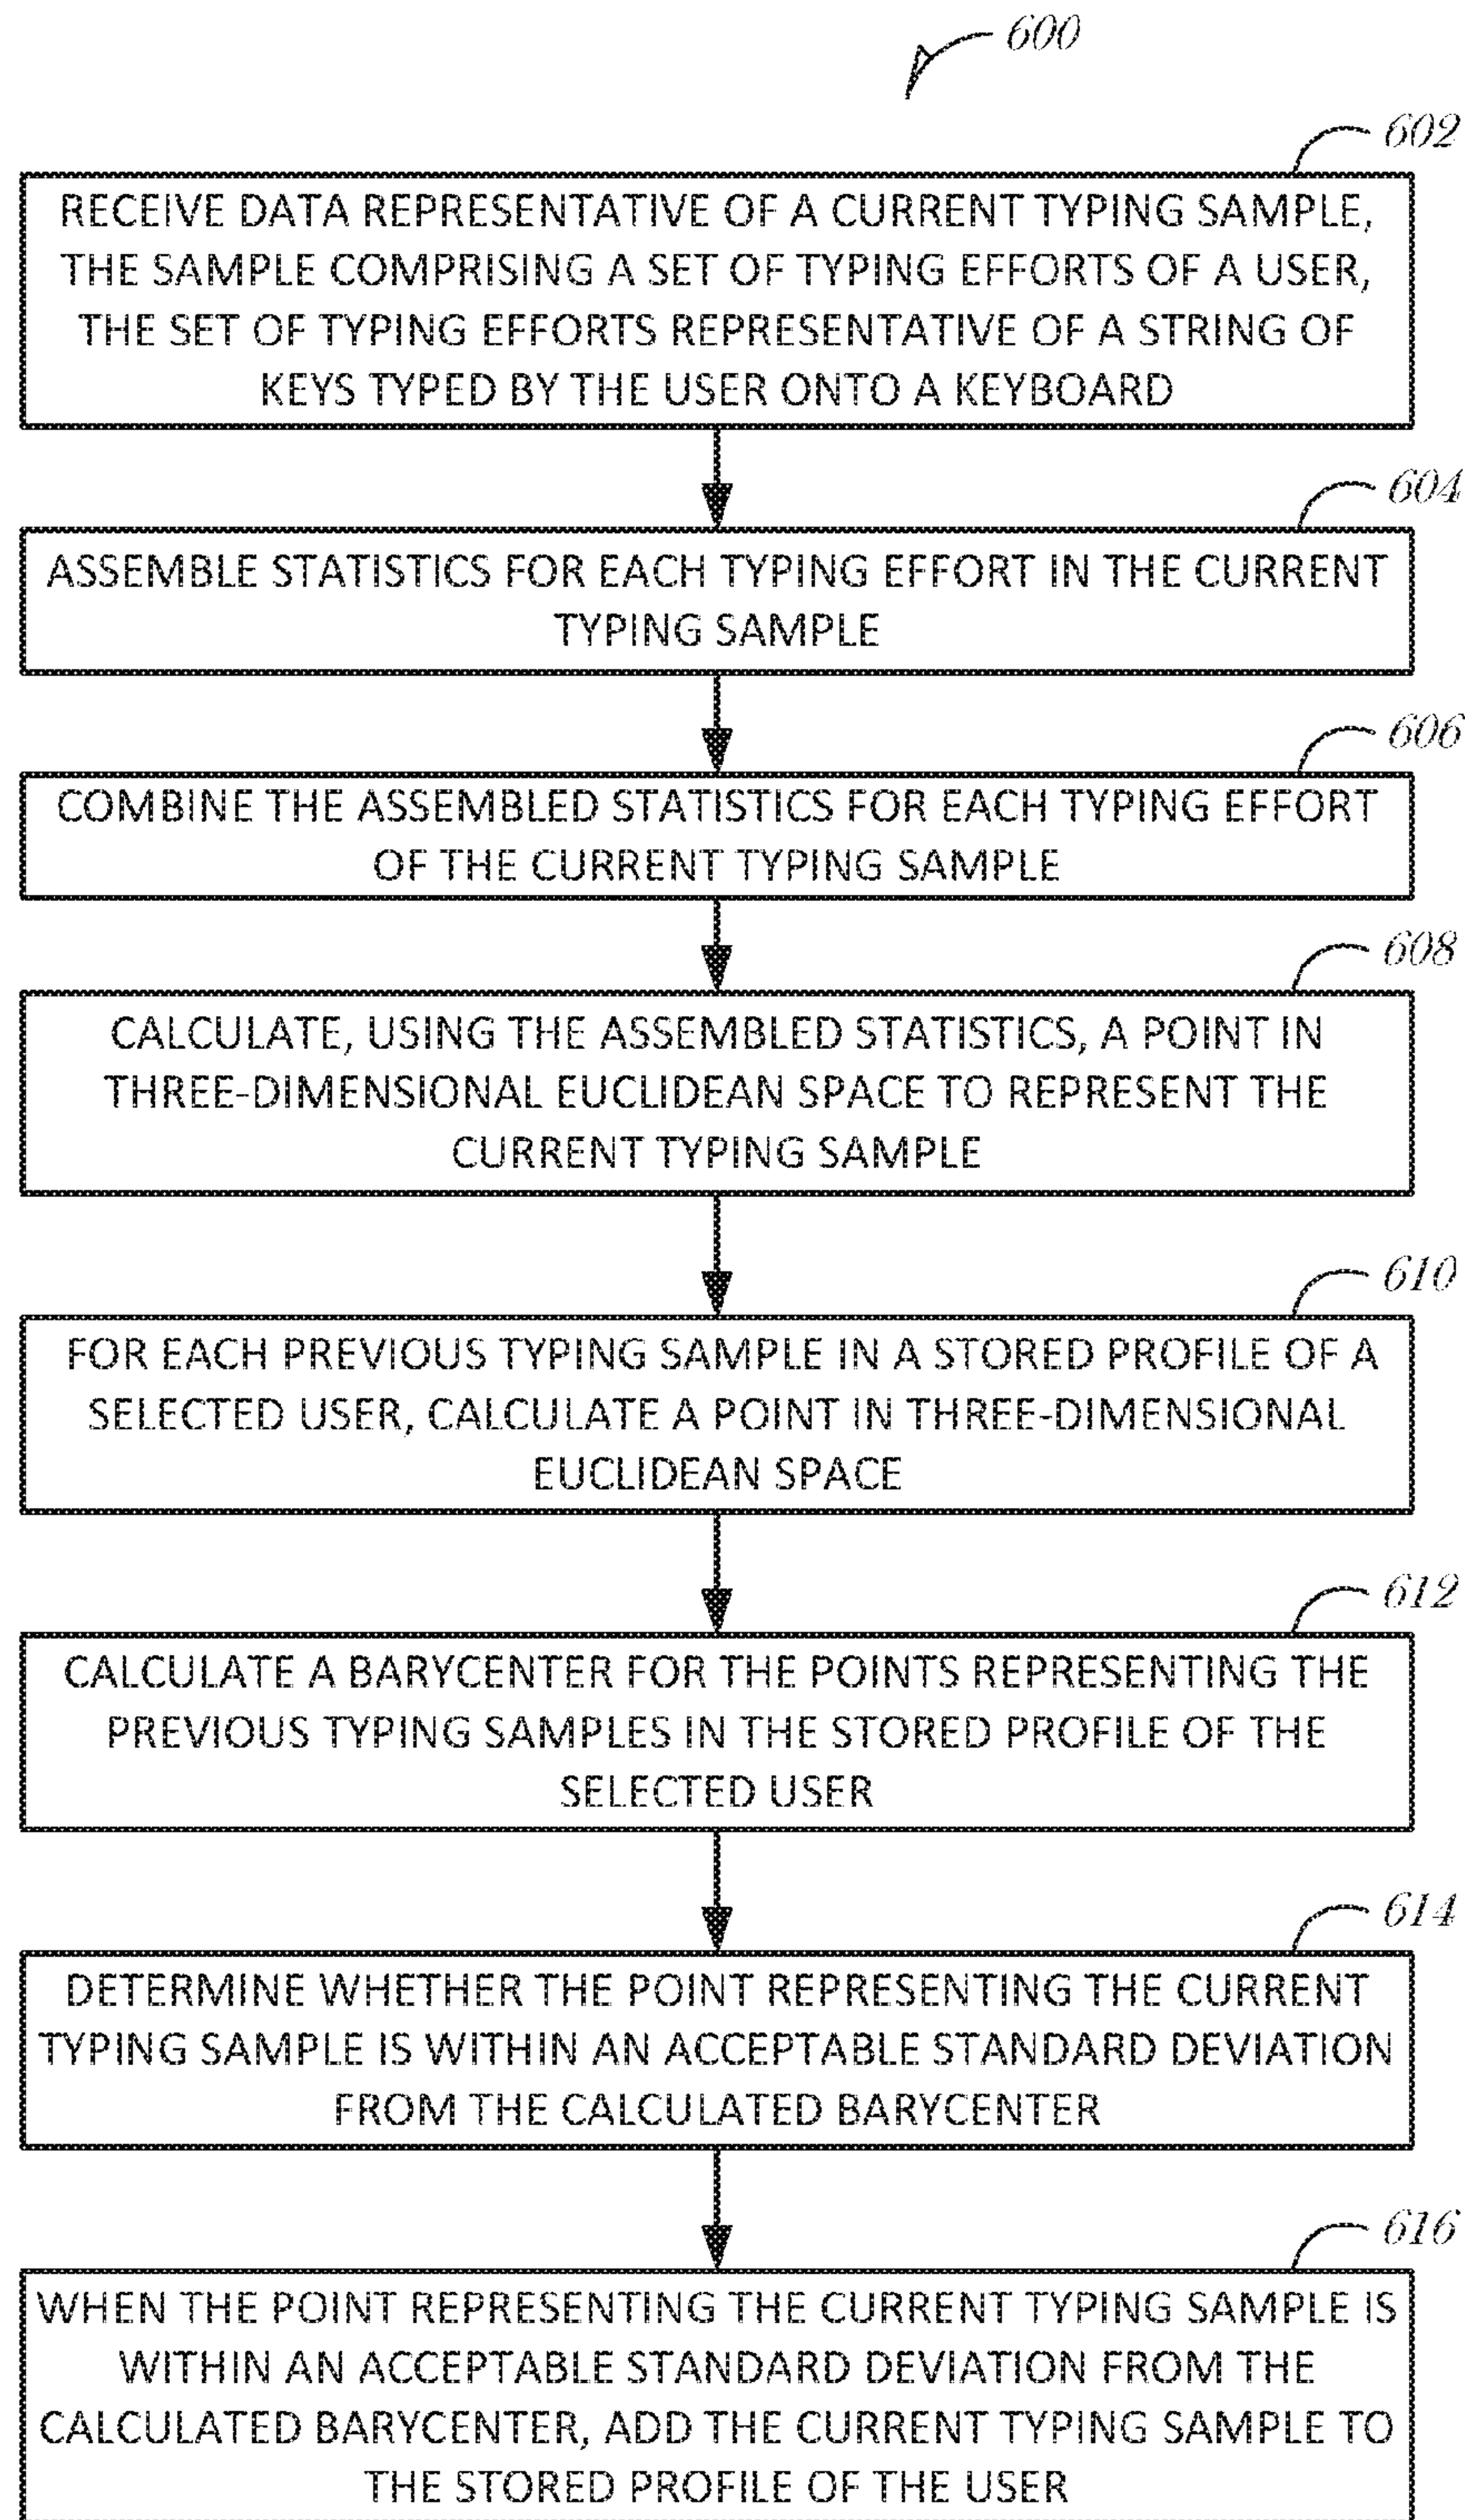 600
602
RECEIVE DATA REPRESENTATIVE OF A CURRENT TYPING SAMPLE,
THE SAMPLE COMPRISING A SET OF TYPING EFFORTS OF A USER,
THE SET OF TYPING EFFORTS REPRESENTATIVE OF A STRING OF
KEYS TYPED BY THE USER ONTO A KEYBOARD
604
ASSEMBLE STATISTICS FOR EACH TYPING EFFORT IN THE CURRENT
TYPING SAMPLE
606
COMBINE THE ASSEMBLED STATISTICS FOR EACH TYPING EFFORT
OF THE CURRENT TYPING SAMPLE
608
CALCULATE, USING THE ASSEMBLED STATISTICS, A POINT IN
THREE-DIMENSIONAL EUCLIDEAN SPACE TO REPRESENT THE
CURRENT TYPING SAMPLE
610
FOR EACH PREVIOUS TYPING SAMPLE IN A STORED PROFILE OF A
SELECTED USER, CALCULATE A POINT IN THREE-DIMENSIONAL
EUCLIDEAN SPACE
612
CALCULATE A BARYCENTER FOR THE POINTS REPRESENTING THE
PREVIOUS TYPING SAMPLES IN THE STORED PROFILE OF THE
SELECTED USER
614
DETERMINE WHETHER THE POINT REPRESENTING THE CURRENT
TYPING SAMPLE IS WITHIN AN ACCEPTABLE STANDARD DEVIATION
FROM THE CALCULATED BARYCENTER
616
WHEN THE POINT REPRESENTING THE CURRENT TYPING SAMPLE IS
WITHIN AN ACCEPTABLE STANDARD DEVIATION FROM THE
CALCULATED BARYCENTER, ADD THE CURRENT TYPING SAMPLE TO
THE STORED PROFILE OF THE USER